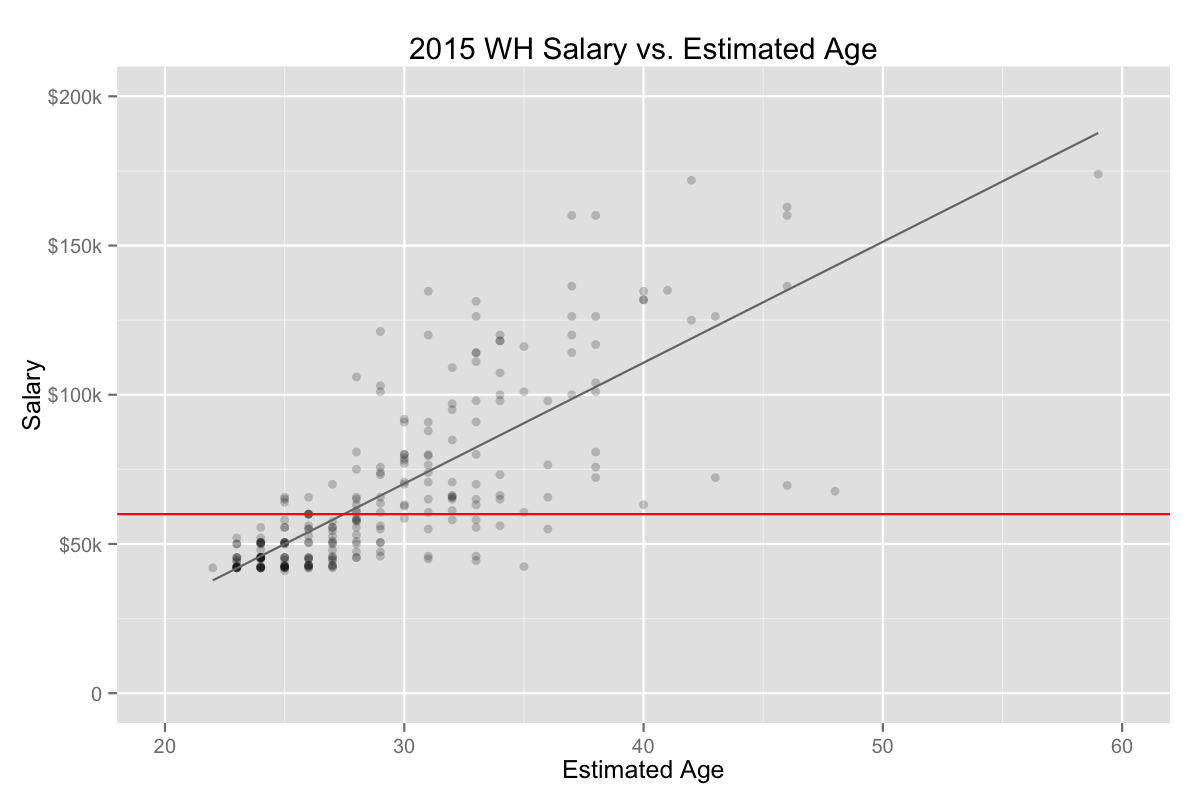 2015 WH Salary vs. Estimated Age
$200k
$150k
$100k
$50k
0
Salary
20
30
40
50
60
Estimated Age